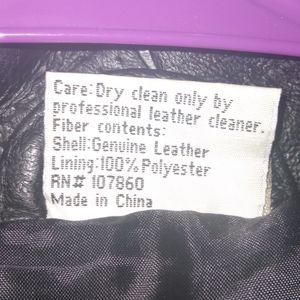 Care:Dry clean only by
professional leather cleaner.
Fiber contents:
Shell:Genuine Leather
Lining:100% Polyester
RN# 107860
Made in China